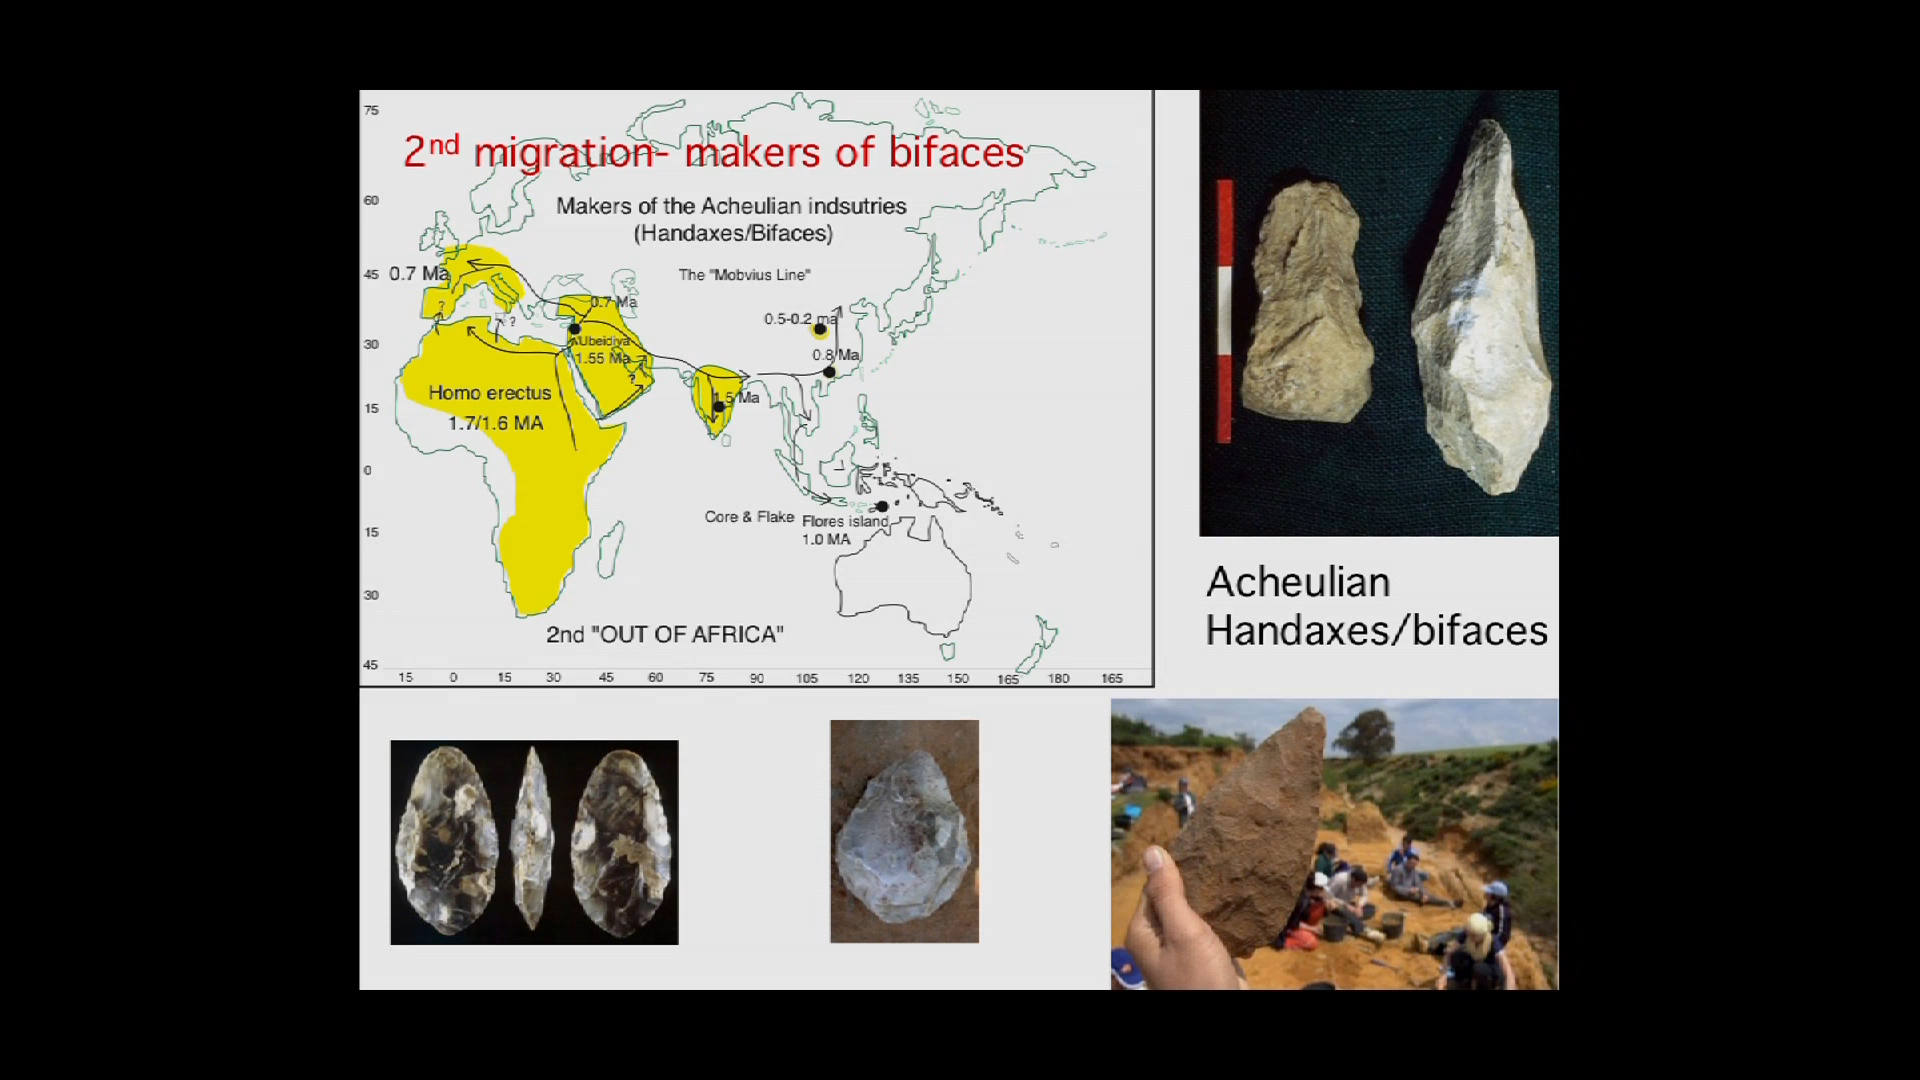 2nd migration- makers of bifaces
Makers of the Acheulian indsutries
(Handaxes/Bifaces)
The "Mobvius Line"
0.7 Ma
0.7 Ma
0.5-0.2 ma
'Ubeidiya
1.55 Ma
0.8 Ma
?
?
?
Homo erectus
1.7/1.6 MA
1.5 Ma
Core & Flake
Flores island
1.0 MA
2nd "OUT OF AFRICA"
75
60
45
30
15
0
15
30
45
15 0 15 30 45 60 75 90 105 120 135 150 165 180 165
Acheulian
Handaxes/bifaces